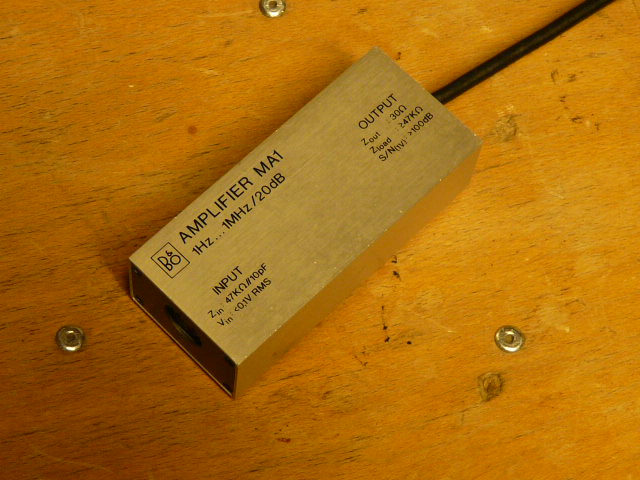 B&O
AMPLIFIER MA1
1Hz...1MHz/20dB
INPUT
Zin : 47KΩ//10pF
Vin : <0,1V RMS
OUTPUT
Zout : 30Ω
Zload : ≥47KΩ
S/N(1V) : >100dB